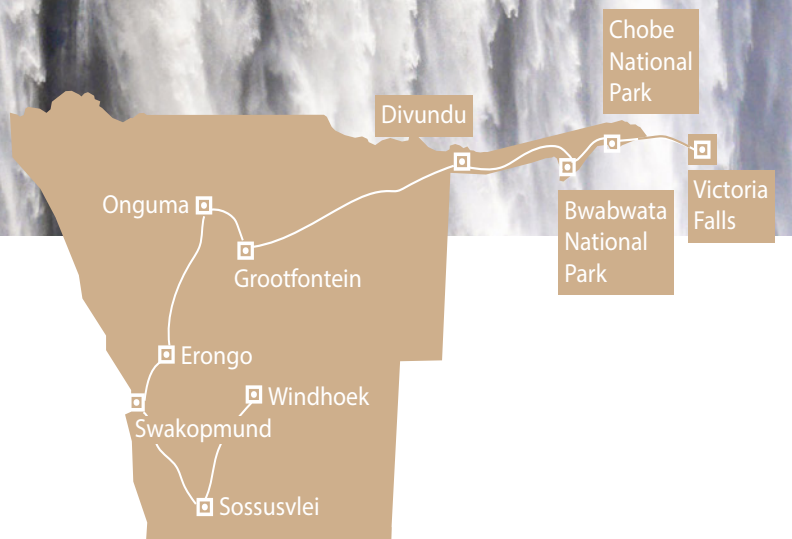 Chobe
National
Park
Divundu
Onguma
Victoria
Falls
Bwabwata
National
Park
Grootfontein
Erongo
Windhoek
Swakopmund
Sossusvlei